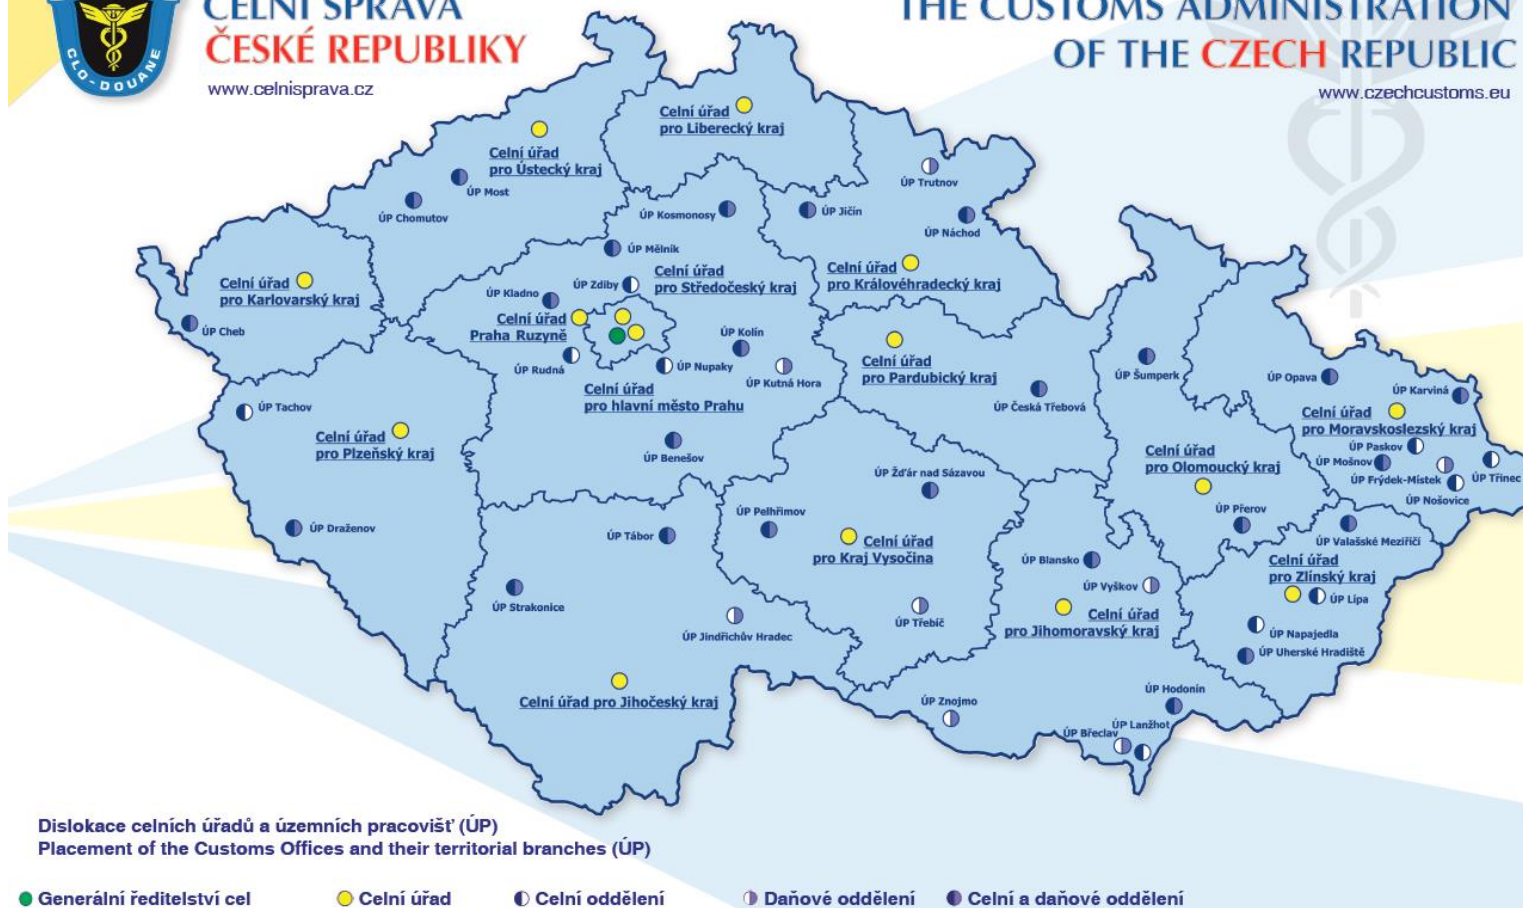 CELNÍ SPRÁVA
ČESKÉ REPUBLIKY
www.celnisprava.cz
CLO-DOUANE
THE CUSTOMS ADMINISTRATION
OF THE CZECH REPUBLIC
www.czechcustoms.eu
Celní úřad
pro Liberecký kraj
Celní úřad
pro Ústecký kraj
ÚP Most
ÚP Chomutov
ÚP Trutnov
ÚP Kosmonosy
ÚP Jičín
ÚP Náchod
ÚP Mělník
Celní úřad
pro Karlovarský kraj
ÚP Cheb
ÚP Zdiby
Celní úřad
pro Středočeský kraj
Celní úřad
pro Královéhradecký kraj
ÚP Kladno
Celní úřad
Praha Ruzyně
ÚP Rudná
ÚP Nupaky
ÚP Kolín
ÚP Kutná Hora
Celní úřad
pro hlavní město Prahu
ÚP Benešov
Celní úřad
pro Pardubický kraj
ÚP Česká Třebová
ÚP Šumperk
ÚP Opava
ÚP Karviná
Celní úřad
pro Moravskoslezský kraj
ÚP Paskov
ÚP Mošnov
ÚP Frýdek-Místek
ÚP Třinec
ÚP Nošovice
ÚP Tachov
Celní úřad
pro Plzeňský kraj
ÚP Draženov
Celní úřad
pro Olomoucký kraj
ÚP Přerov
ÚP Žďár nad Sázavou
ÚP Pelhřimov
Celní úřad
pro Kraj Vysočina
ÚP Třebíč
ÚP Tábor
ÚP Strakonice
ÚP Jindřichův Hradec
Celní úřad pro Jihočeský kraj
ÚP Blansko
ÚP Vyškov
Celní úřad
pro Jihomoravský kraj
ÚP Valašské Meziříčí
Celní úřad
pro Zlínský kraj
ÚP Lípa
ÚP Napajedla
ÚP Uherské Hradiště
ÚP Znojmo
ÚP Hodonín
ÚP Lanžhot
ÚP Břeclav
Dislokace celních úřadů a územních pracovišť (ÚP)
Placement of the Customs Offices and their territorial branches (ÚP)
Generální ředitelství cel
Celní úřad
Celní oddělení
Daňové oddělení
Celní a daňové oddělení